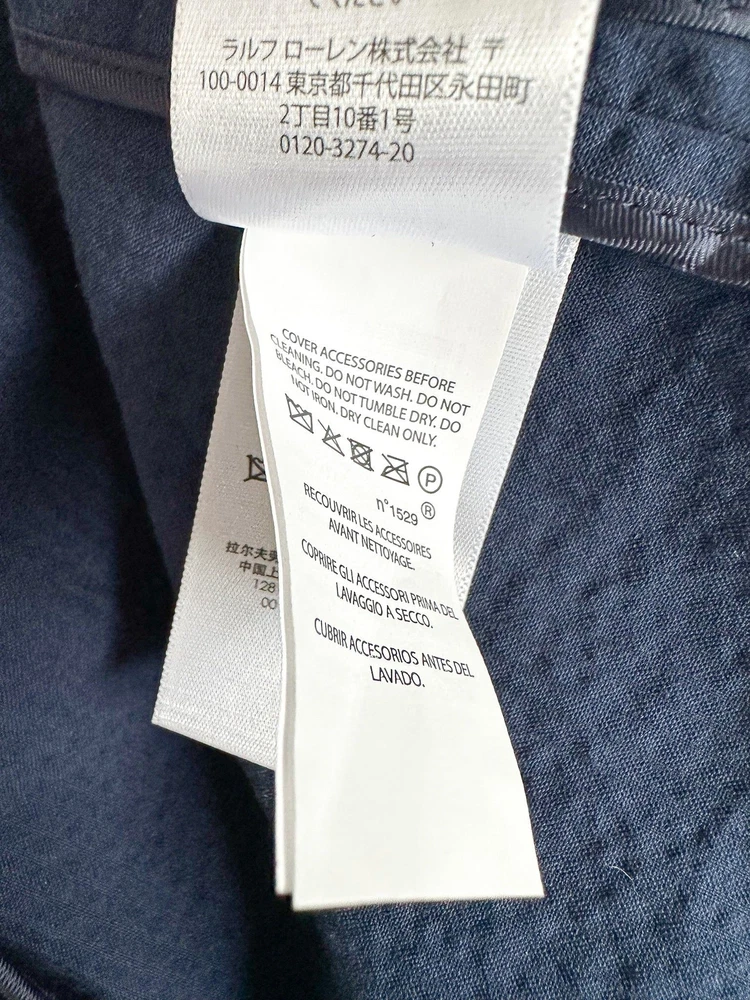 ラルフ ローレン株式会社 〒
100-0014 東京都千代田区永田町
2丁目10番1号
0120-3274-20
COVER ACCESSORIES BEFORE
CLEANING. DO NOT WASH. DO NOT
BLEACH. DO NOT TUMBLE DRY. DO
NOT IRON. DRY CLEAN ONLY.
P
n°1529 ®
RECOUVRIR LES ACCESSOIRES
AVANT NETTOYAGE.
COPRIRE GLI ACCESSORI PRIMA DEL
LAVAGGIO A SECCO.
CUBRIR ACCESORIOS ANTES DEL
LAVADO.
拉尔夫
中国上
128
00